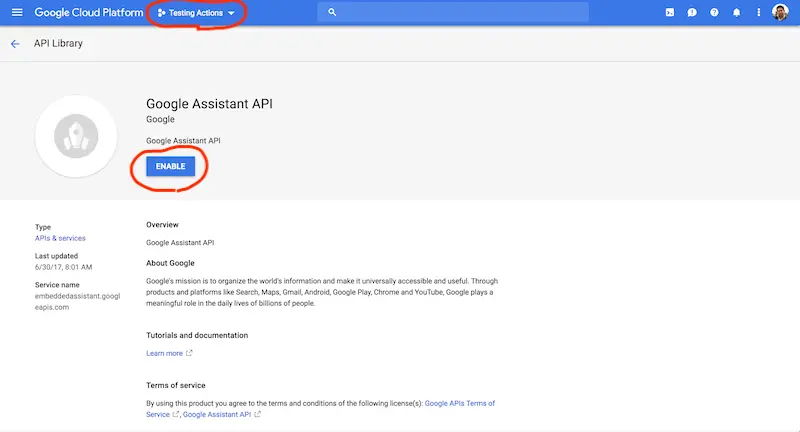 Google Cloud Platform Testing Actions
API Library
Google Assistant API
Google
Google Assistant API
ENABLE
Type
APIs & services
Last updated
6/30/17, 8:01 AM
Service name
embeddedassistant.googl
eapis.com
Overview
Google Assistant API
About Google
Google's mission is to organize the world's information and make it universally accessible and useful. Through
products and platforms like Search, Maps, Gmail, Android, Google Play, Chrome and YouTube, Google plays a
meaningful role in the daily lives of billions of people.
Tutorials and documentation
Learn more
Terms of service
By using this product you agree to the terms and conditions of the following license(s): Google APIs Terms of
Service, Google Assistant API